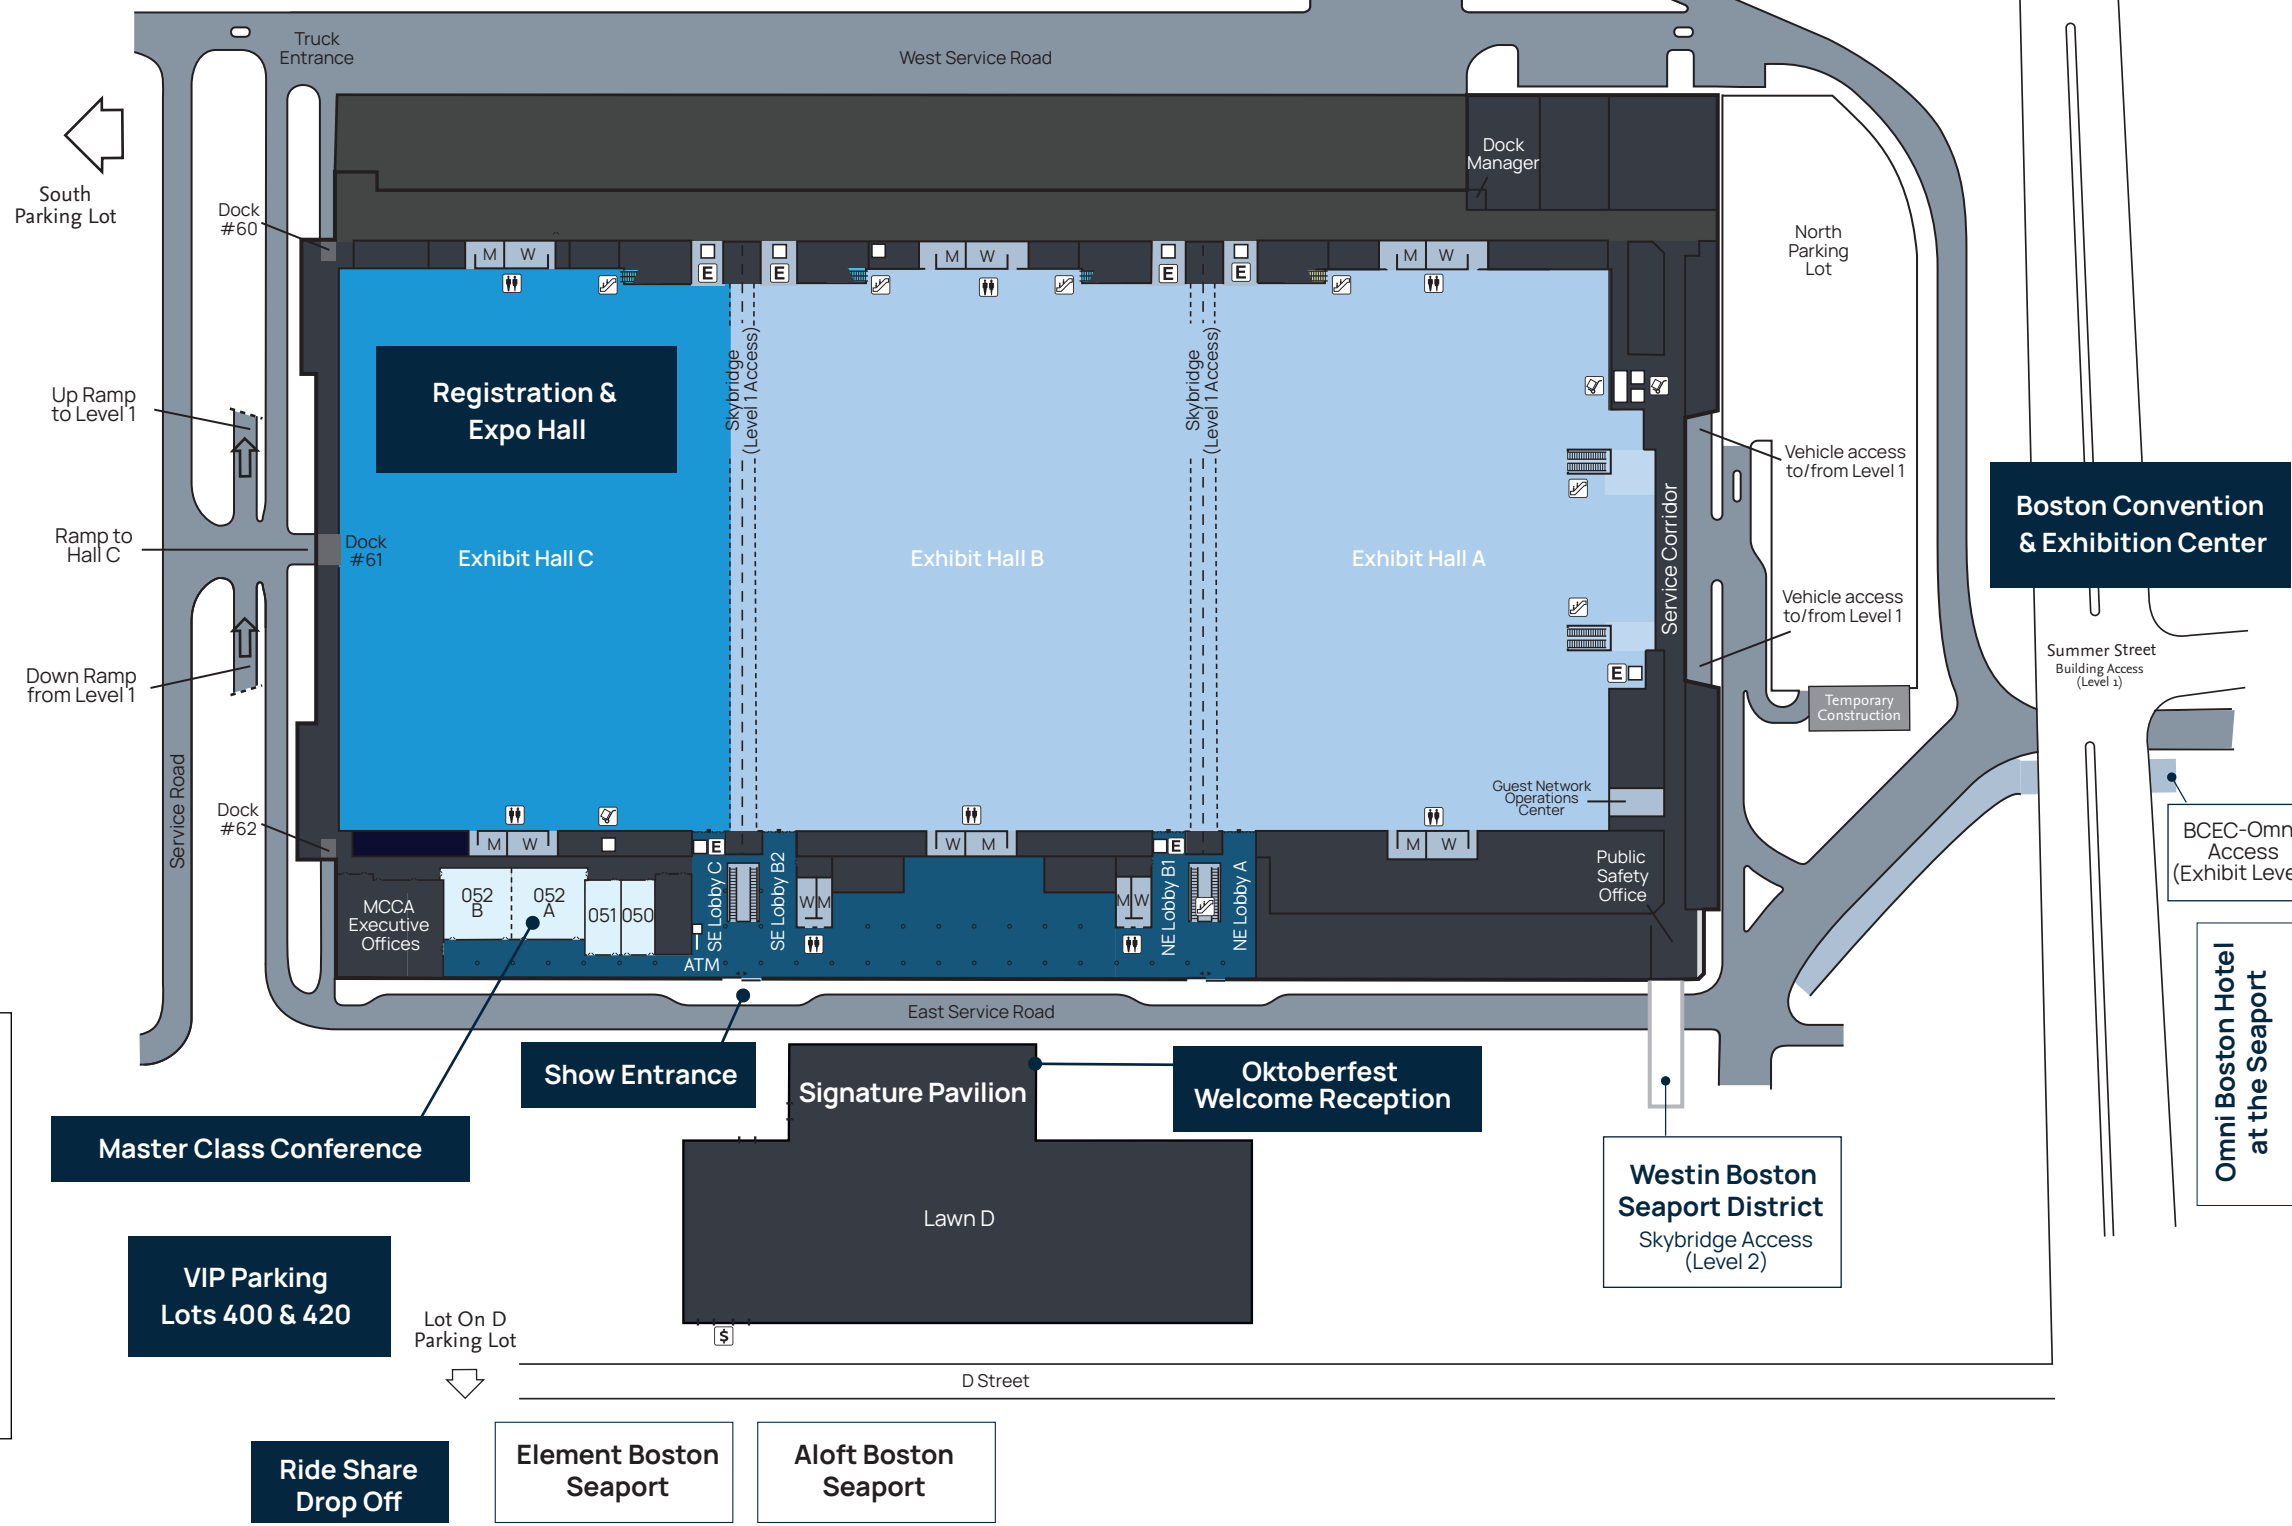 Truck
Entrance
West Service Road
South
Parking Lot
Dock
Manager
Dock
#60
M W
E
E
M W
E
E
M W
North
Parking
Lot
Registration &
Expo Hall
Skybridge
(Level 1 Access)
Skybridge
(Level 1 Access)
Up Ramp
to Level 1
Vehicle access
to/from Level 1
Boston Convention
& Exhibition Center
Ramp to
Hall C
Dock
#61
Exhibit Hall C
Exhibit Hall B
Exhibit Hall A
Service Corridor
Vehicle access
to/from Level 1
Down Ramp
from Level 1
E
Summer Street
Building Access
(Level 1)
Temporary
Construction
Service Road
Dock
#62
Guest Network
Operations
Center
M W
E
W M
E
M W
BCEC-Omn
Access
(Exhibit Leve
MCCA
Executive
Offices
052
B
052
A
051
050
SE Lobby C
SE Lobby B2
W M
M W
NE Lobby B1
NE Lobby A
Public
Safety
Office
ATM
East Service Road
Omni Boston Hotel
at the Seaport
Show Entrance
Signature Pavilion
Oktoberfest
Welcome Reception
Master Class Conference
Lawn D
Westin Boston
Seaport District
Skybridge Access
(Level 2)
VIP Parking
Lots 400 & 420
Lot On D
Parking Lot
$
D Street
Ride Share
Drop Off
Element Boston
Seaport
Aloft Boston
Seaport